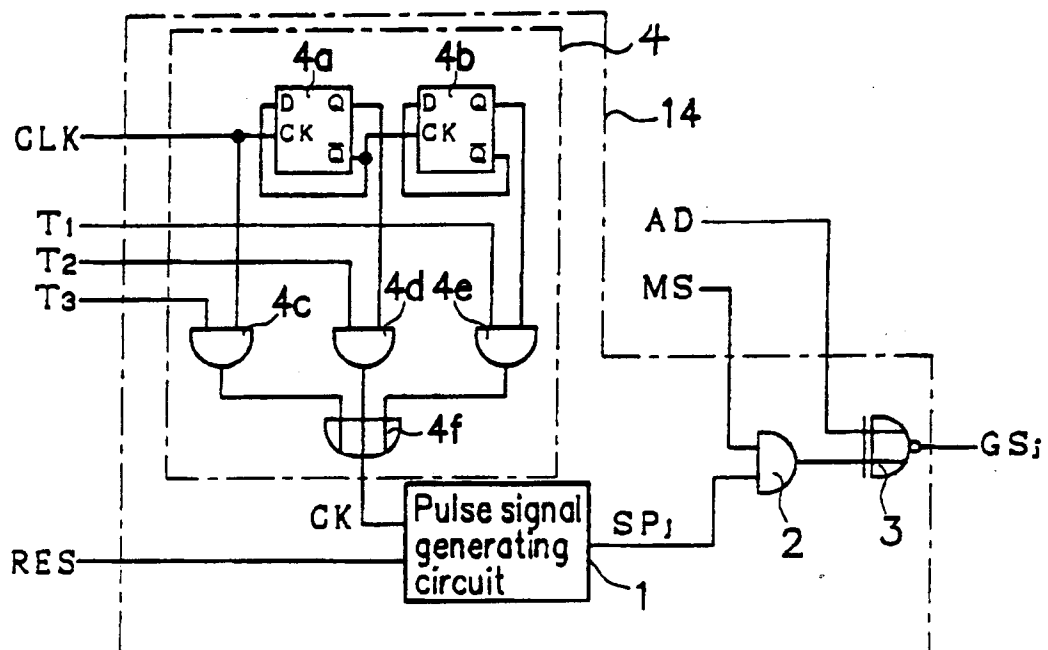 4
4a
4b
D Q
CK
Q̅
D Q
CK
Q̅
14
CLK
T1
T2
T3
4c
4d
4e
4f
AD
MS
GSj
2
3
CK
RES
Pulse signal
generating
circuit
SPj
1